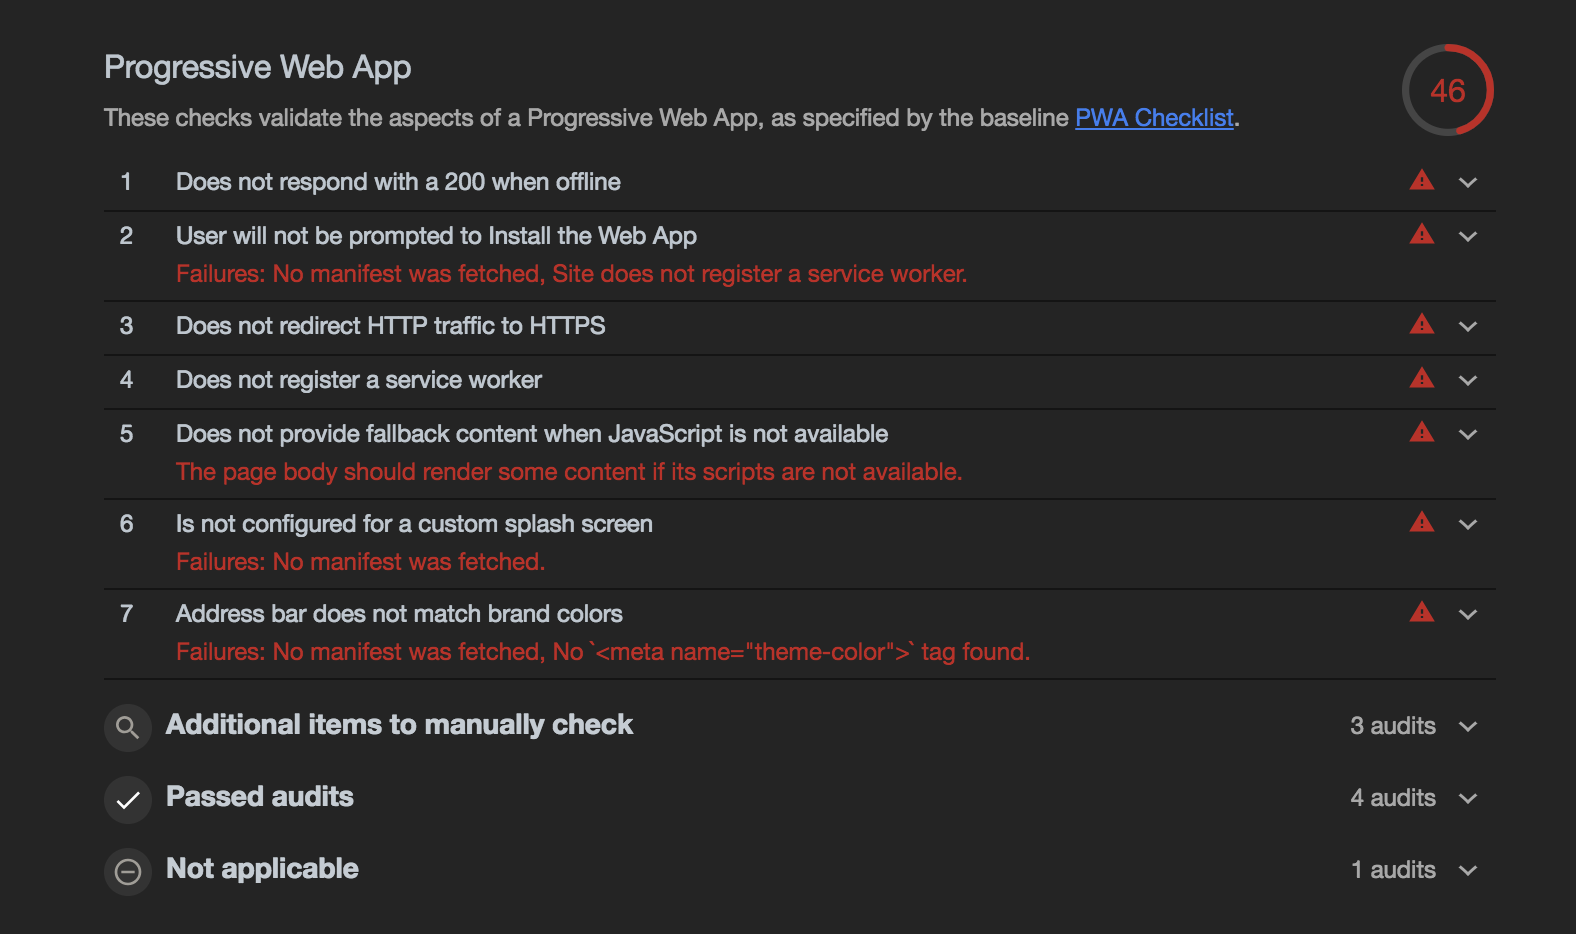 Progressive Web App
46
These checks validate the aspects of a Progressive Web App, as specified by the baseline PWA Checklist.
1 Does not respond with a 200 when offline
2 User will not be prompted to Install the Web App
Failures: No manifest was fetched, Site does not register a service worker.
3 Does not redirect HTTP traffic to HTTPS
4 Does not register a service worker
5 Does not provide fallback content when JavaScript is not available
The page body should render some content if its scripts are not available.
6 Is not configured for a custom splash screen
Failures: No manifest was fetched.
7 Address bar does not match brand colors
Failures: No manifest was fetched, No `<meta name="theme-color">` tag found.
Additional items to manually check 3 audits
Passed audits 4 audits
Not applicable 1 audits